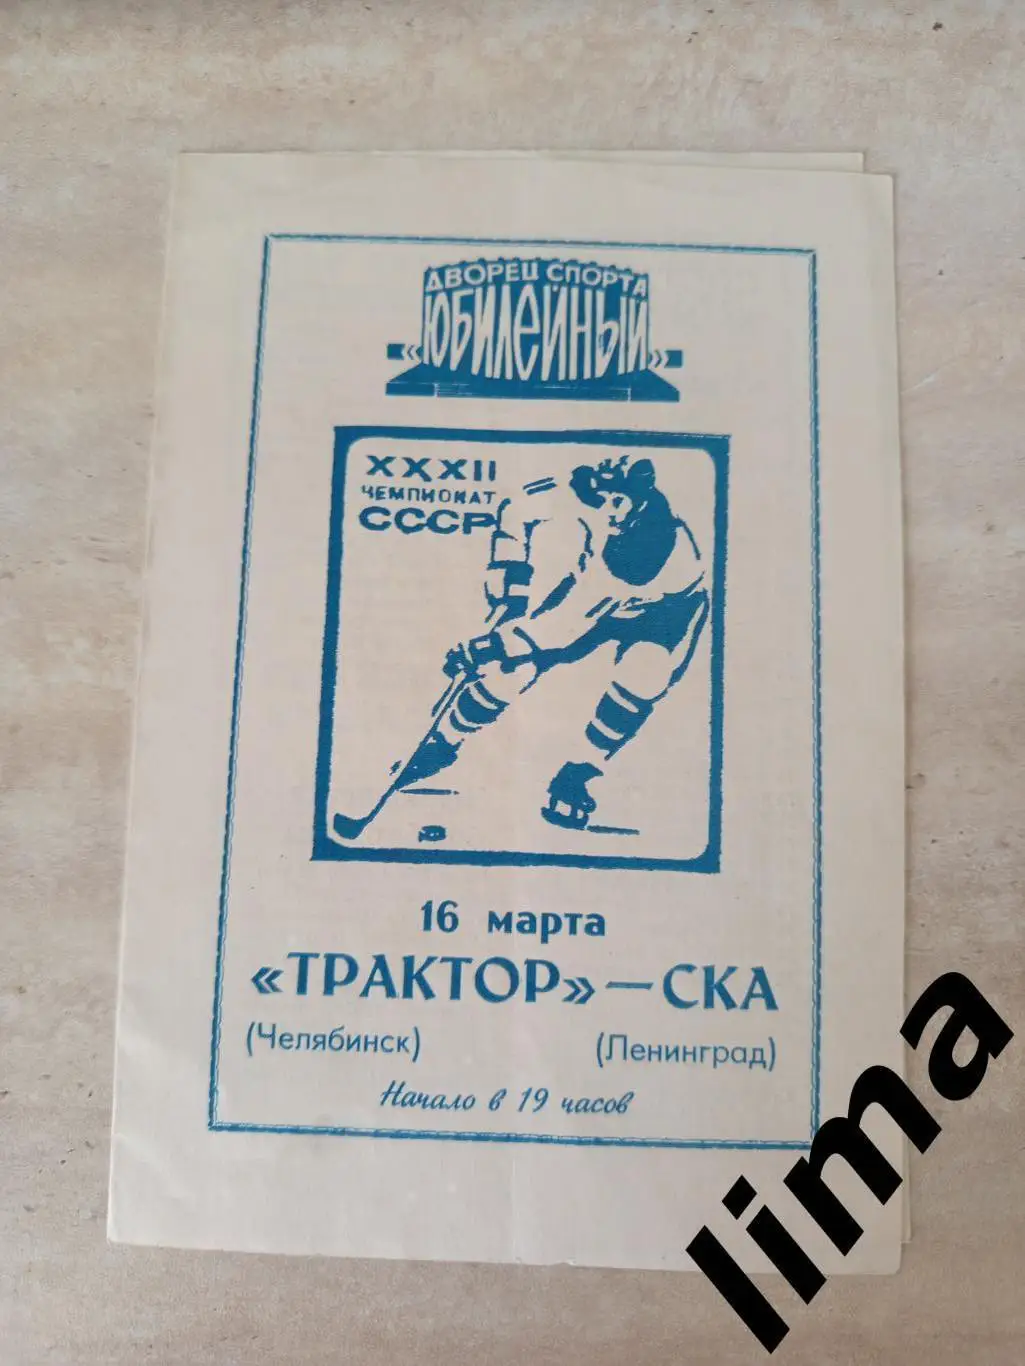 ДВОРЕЦ СПОРТА
«ЮБИЛЕЙНЫЙ»
XXXII
ЧЕМПИОНАТ
СССР
16 марта
«ТРАКТОР» — СКА
(Челябинск) (Ленинград)
Начало в 19 часов
lima